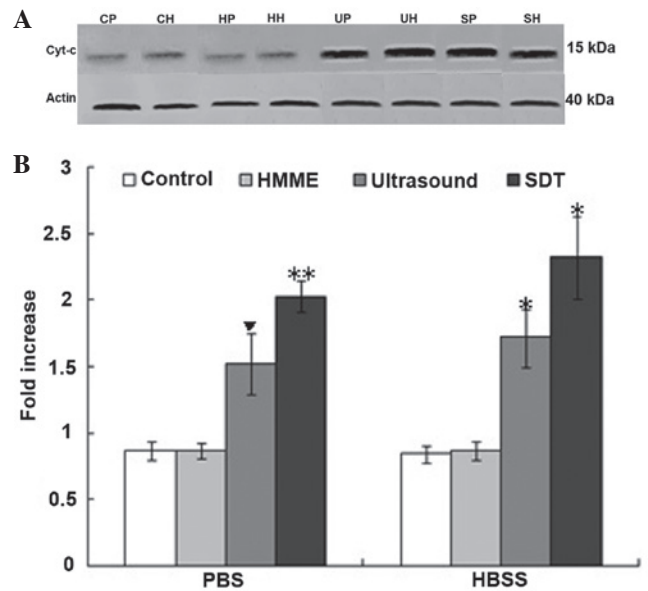 A
CP CH HP HH UP UH SP SH
Cyt-c 15 kDa
Actin 40 kDa
B
3
Control HMME Ultrasound SDT
2.5
2
1.5
1
0.5
0
Fold increase
**
*
*
PBS HBSS